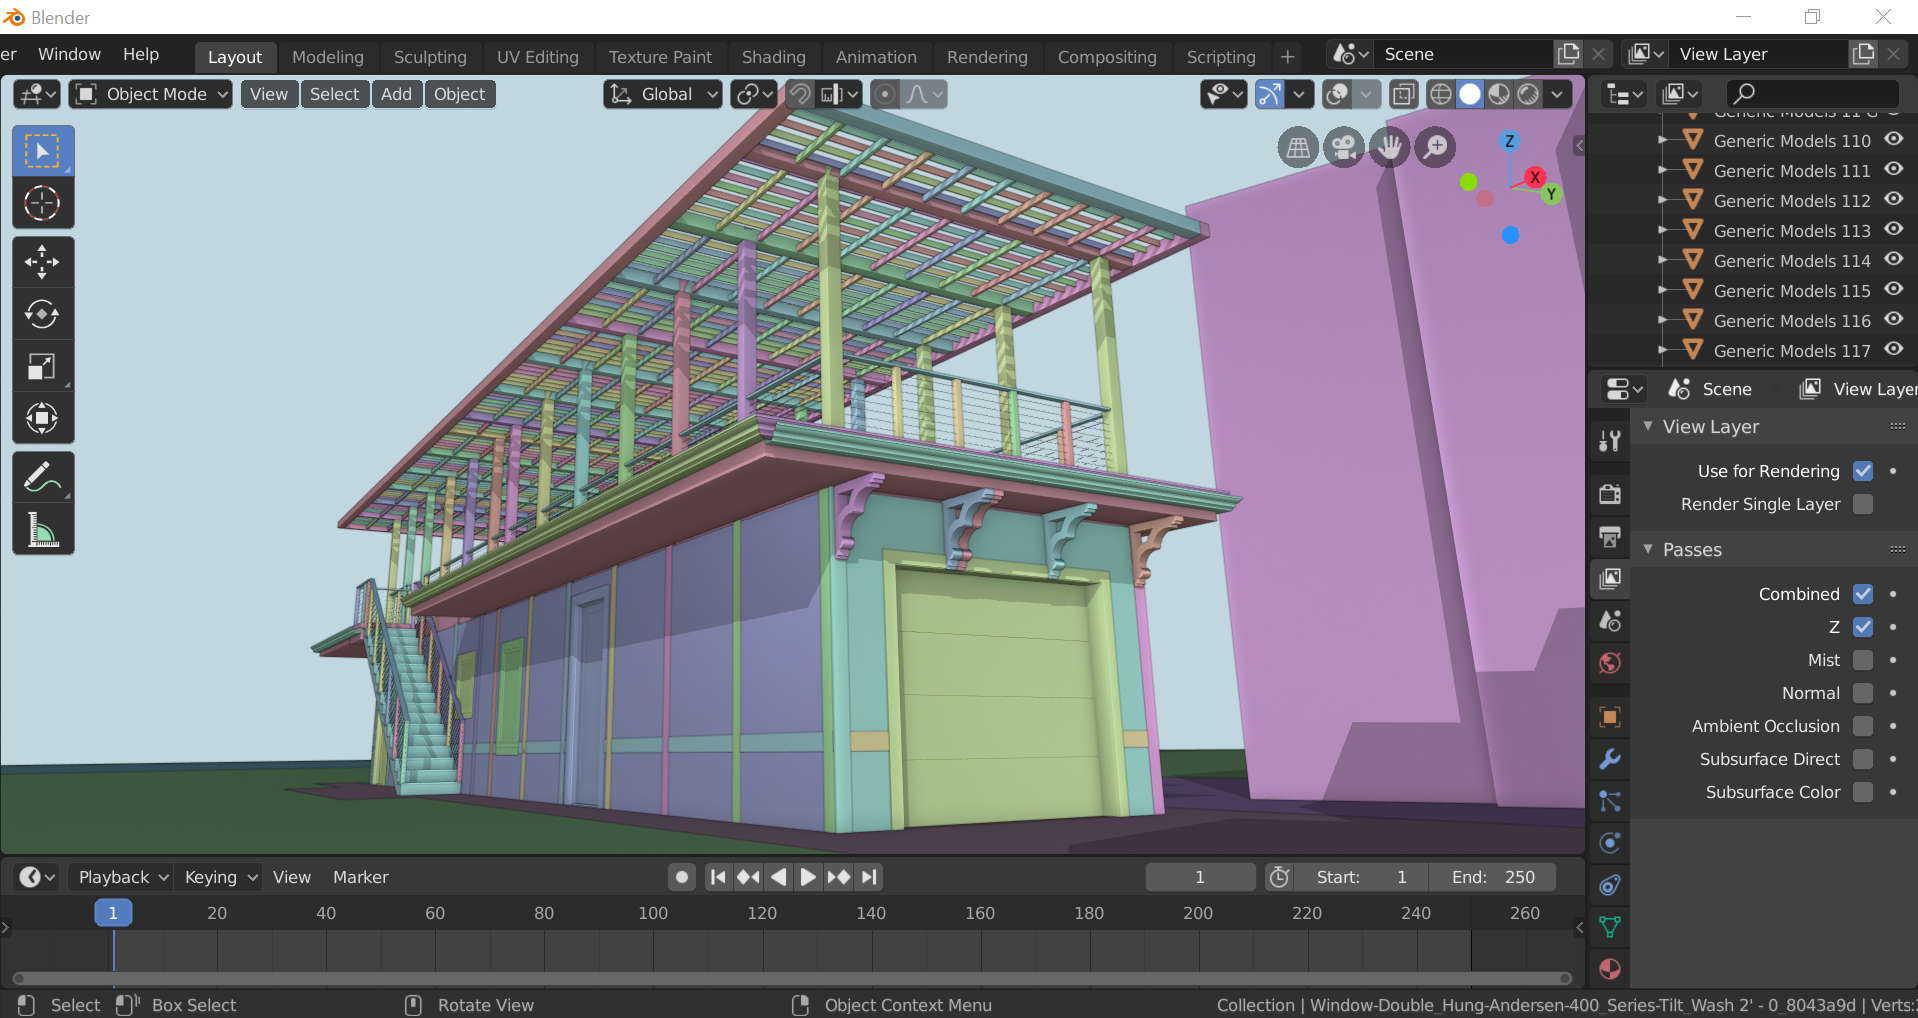 Blender
er Window Help Layout Modeling Sculpting UV Editing Texture Paint Shading Animation Rendering Compositing Scripting + Scene View Layer
Object Mode View Select Add Object Global
Z
X
Y
Generic Models 110
Generic Models 111
Generic Models 112
Generic Models 113
Generic Models 114
Generic Models 115
Generic Models 116
Generic Models 117
Scene View Layer
View Layer
Use for Rendering
Render Single Layer
Passes
Combined
Z
Mist
Normal
Ambient Occlusion
Subsurface Direct
Subsurface Color
Playback Keying View Marker 1 Start: 1 End: 250
1 20 40 60 80 100 120 140 160 180 200 220 240 260
Select Box Select Rotate View Object Context Menu Collection | Window-Double_Hung-Andersen-400_Series-Tilt_Wash 2' - 0_8043a9d | Verts: